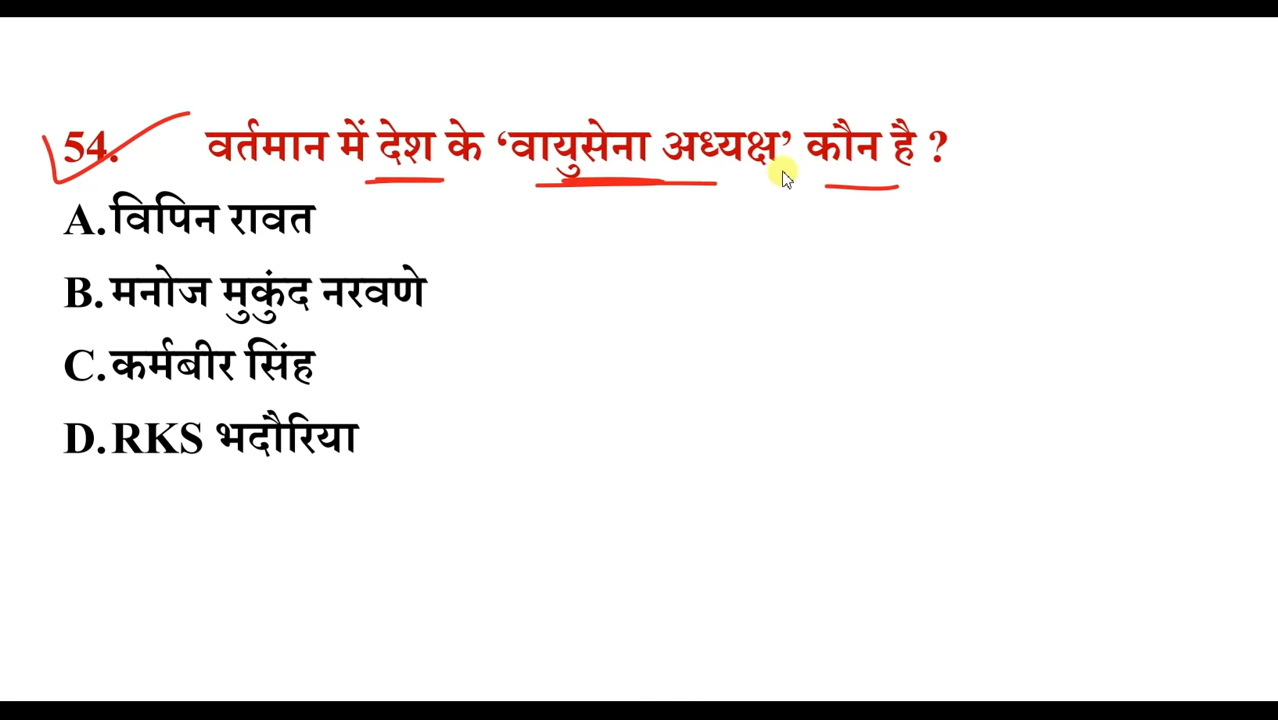 54. वर्तमान में देश के ‘वायुसेना अध्यक्ष’ कौन है ?
A. विपिन रावत
B. मनोज मुकुंद नरवणे
C. कर्मबीर सिंह
D. RKS भदौरिया